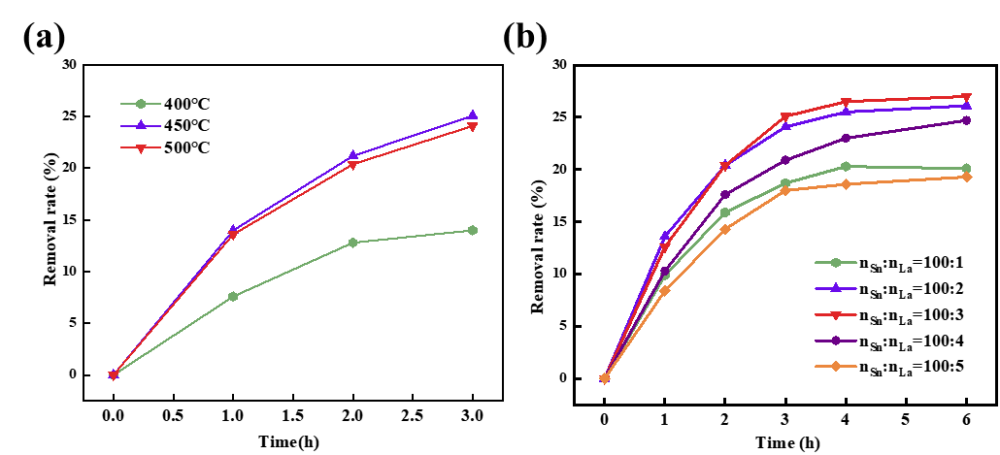 (a)
30
25
20
15
10
5
0
Removal rate (%)
400°C
450°C
500°C
0.0 0.5 1.0 1.5 2.0 2.5 3.0
Time(h)
(b)
30
25
20
15
10
5
0
Removal rate (%)
nSn:nLa=100:1
nSn:nLa=100:2
nSn:nLa=100:3
nSn:nLa=100:4
nSn:nLa=100:5
0 1 2 3 4 5 6
Time (h)